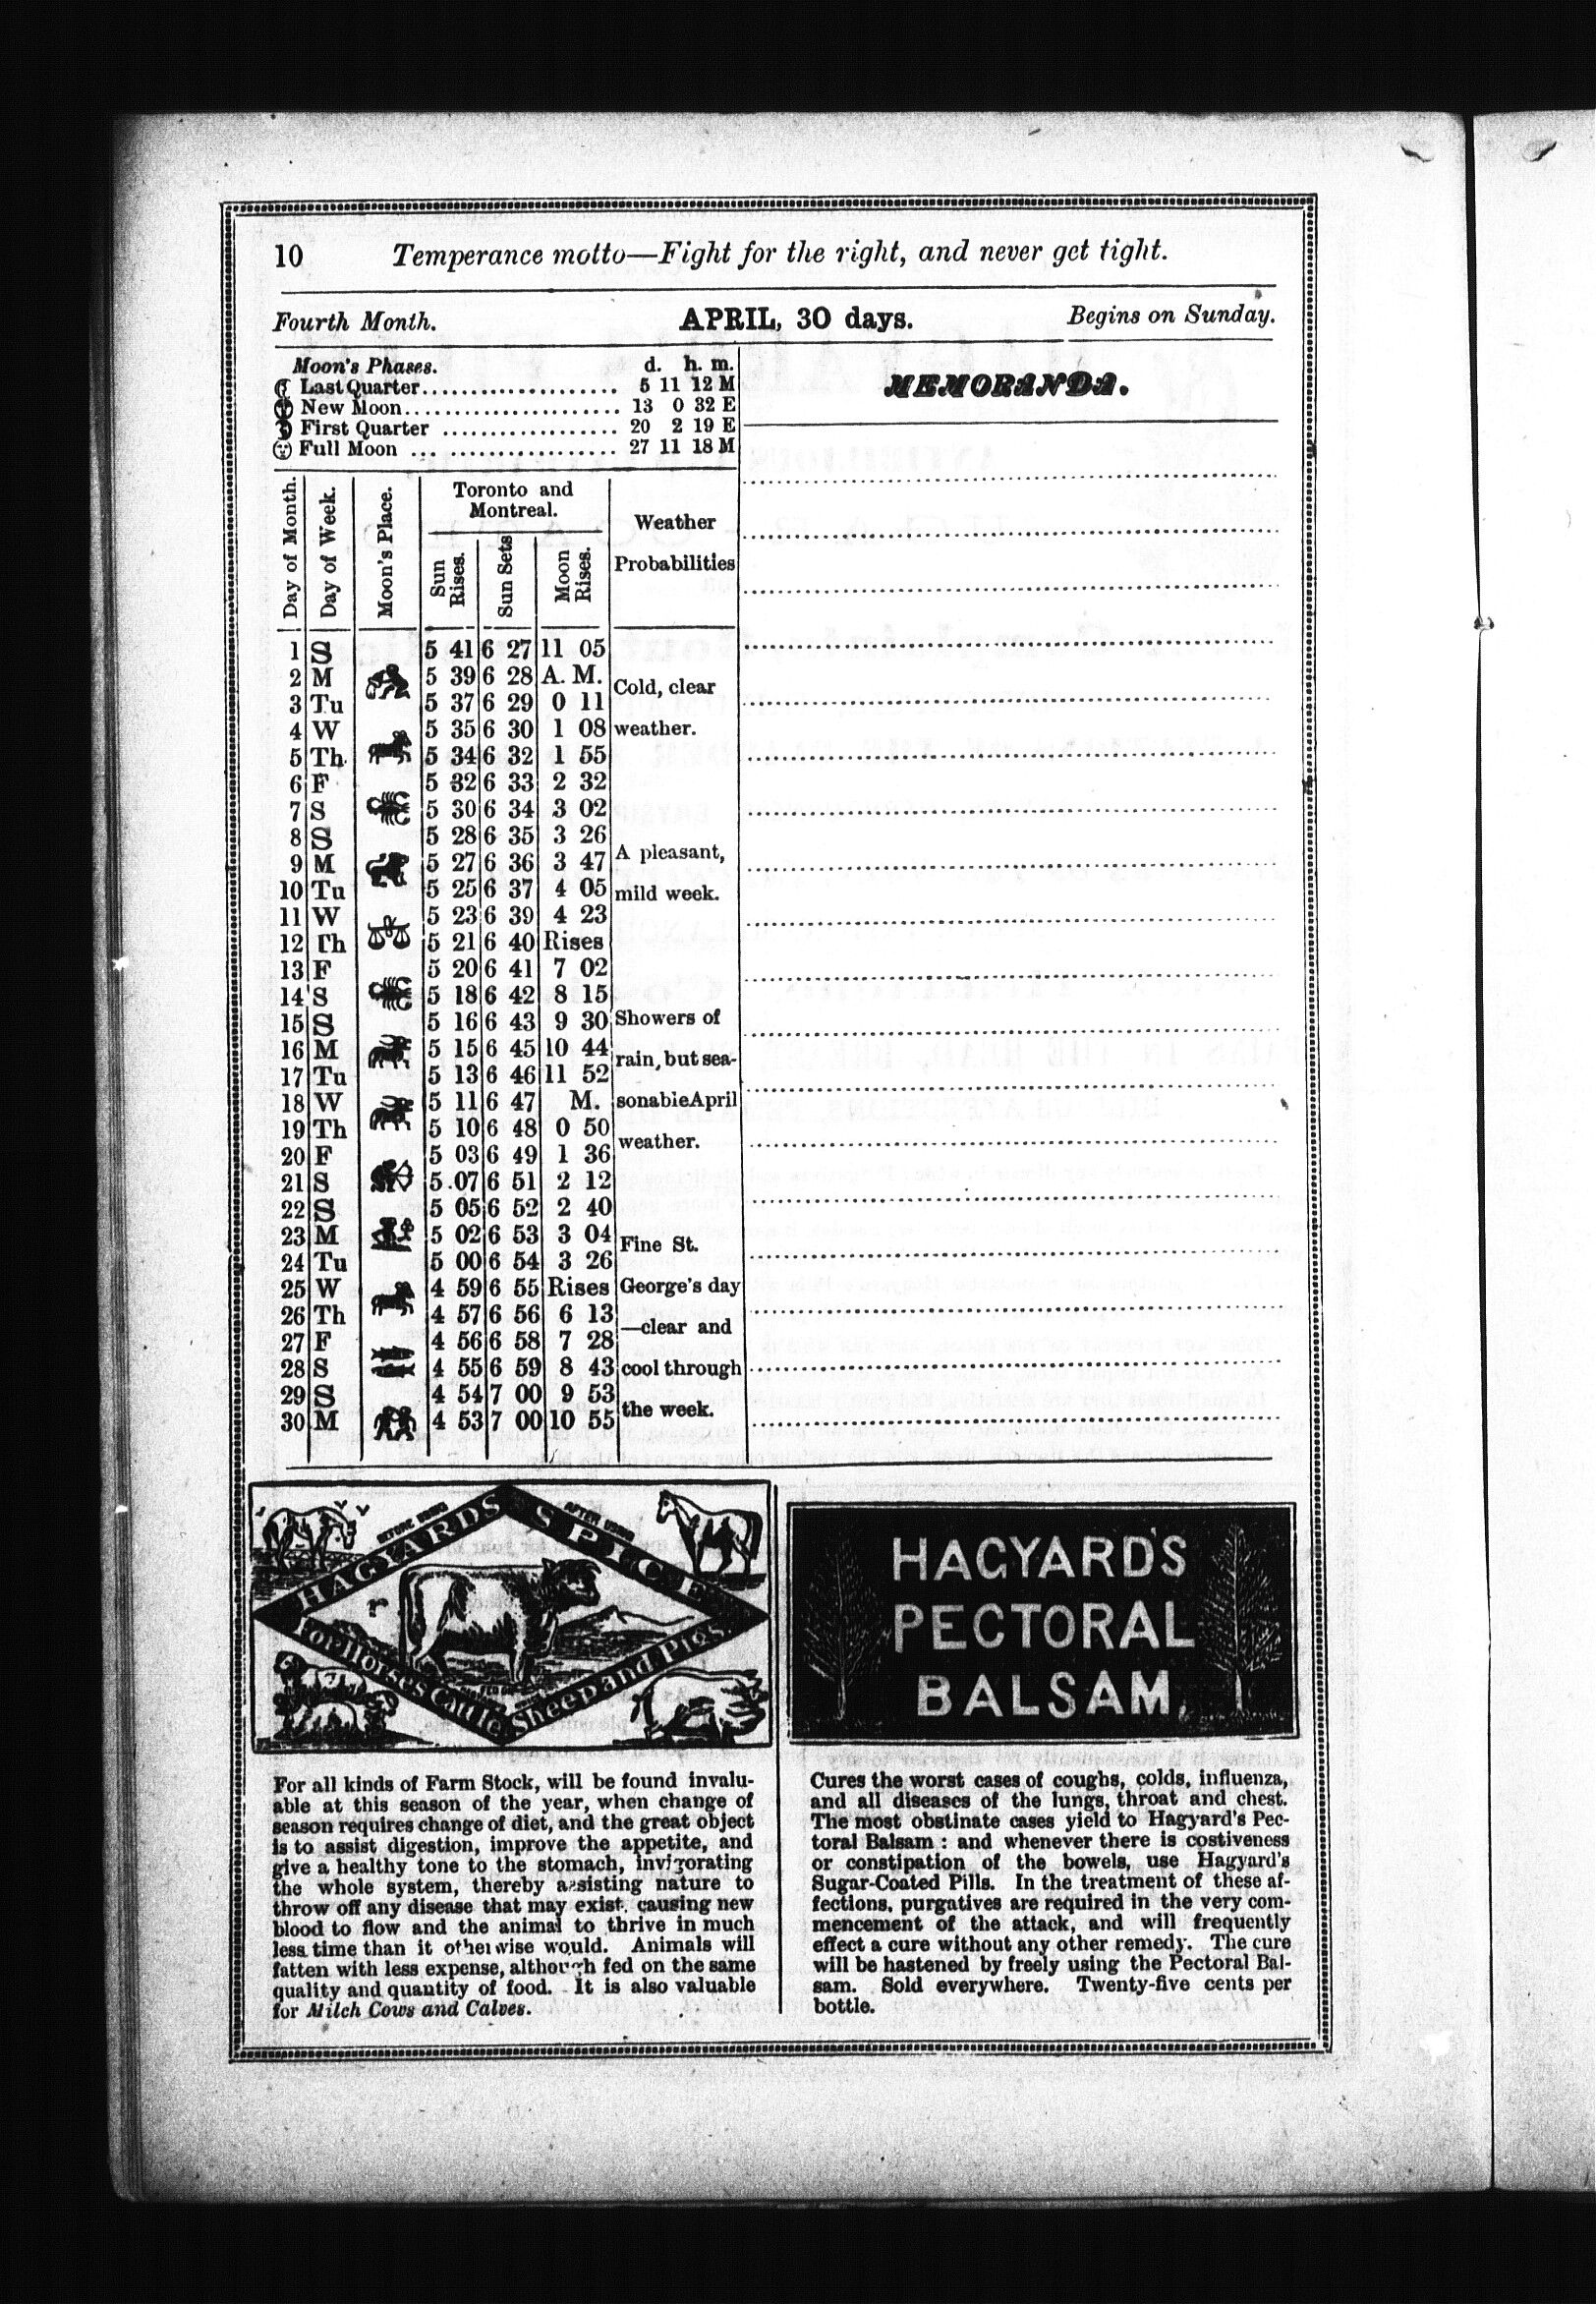 10 Temperance motto—Fight for the right, and never get tight.
Fourth Month. APRIL, 30 days. Begins on Sunday.
Moon's Phases. d. h. m.
Last Quarter.................... 5 11 12 M
New Moon...................... 13 0 32 E
First Quarter .................. 20 2 19 E
Full Moon ... .................. 27 11 18 M
MEMORANDA.
Day of Month. Day of Week. Moon's Place. Toronto and Montreal. Sun Rises. Sun Sets Moon Rises. Weather Probabilities
1 S 5 41 6 27 11 05
2 M 5 39 6 28 A. M.
3 Tu 5 37 6 29 0 11
4 W 5 35 6 30 1 08
5 Th 5 34 6 32 1 55
6 F 5 32 6 33 2 32
7 S 5 30 6 34 3 02
8 S 5 28 6 35 3 26
9 M 5 27 6 36 3 47
10 Tu 5 25 6 37 4 05
11 W 5 23 6 39 4 23
12 Th 5 21 6 40 Rises
13 F 5 20 6 41 7 02
14 S 5 18 6 42 8 15
15 S 5 16 6 43 9 30
16 M 5 15 6 45 10 44
17 Tu 5 13 6 46 11 52
18 W 5 11 6 47 M.
19 Th 5 10 6 48 0 50
20 F 5 03 6 49 1 36
21 S 5 07 6 51 2 12
22 S 5 05 6 52 2 40
23 M 5 02 6 53 3 04
24 Tu 5 00 6 54 3 26
25 W 4 59 6 55 Rises
26 Th 4 57 6 56 6 13
27 F 4 56 6 58 7 28
28 S 4 55 6 59 8 43
29 S 4 54 7 00 9 53
30 M 4 53 7 00 10 55
Cold, clear
weather.
A pleasant,
mild week.
Showers of
rain, but sea-
sonable April
weather.
Fine St.
George's day
—clear and
cool through
the week.
BEFORE USING
AFTER USING
HAGYARDS SPICE
For Horses Cattle Sheep and Pigs.
For all kinds of Farm Stock, will be found invalu-
able at this season of the year, when change of
season requires change of diet, and the great object
is to assist digestion, improve the appetite, and
give a healthy tone to the stomach, invigorating
the whole system, thereby assisting nature to
throw off any disease that may exist, causing new
blood to flow and the animal to thrive in much
less time than it otherwise would. Animals will
fatten with less expense, although fed on the same
quality and quantity of food. It is also valuable
for Milch Cows and Calves.
HAGYARD'S
PECTORAL
BALSAM.
Cures the worst cases of coughs, colds, influenza,
and all diseases of the lungs, throat and chest.
The most obstinate cases yield to Hagyard's Pec-
toral Balsam : and whenever there is costiveness
or constipation of the bowels, use Hagyard's
Sugar-Coated Pills. In the treatment of these af-
fections, purgatives are required in the very com-
mencement of the attack, and will frequently
effect a cure without any other remedy. The cure
will be hastened by freely using the Pectoral Bal-
sam. Sold everywhere. Twenty-five cents per
bottle.